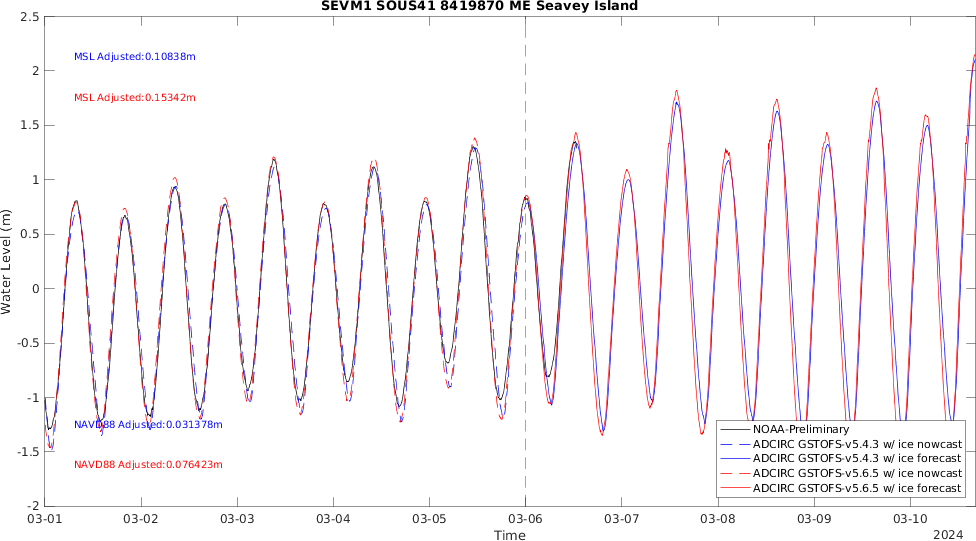 SEVM1 SOUS41 8419870 ME Seavey Island
2.5
2
1.5
1
0.5
0
-0.5
-1
-1.5
-2
Water Level (m)
MSL Adjusted:0.10838m
MSL Adjusted:0.15342m
NAVD88 Adjusted:0.031378m
NAVD88 Adjusted:0.076423m
NOAA-Preliminary
ADCIRC GSTOFS-v5.4.3 w/ ice nowcast
ADCIRC GSTOFS-v5.4.3 w/ ice forecast
ADCIRC GSTOFS-v5.6.5 w/ ice nowcast
ADCIRC GSTOFS-v5.6.5 w/ ice forecast
03-01 03-02 03-03 03-04 03-05 03-06 03-07 03-08 03-09 03-10
Time
2024